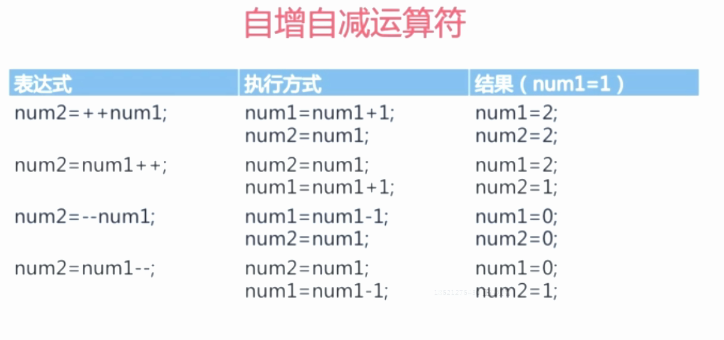 自增自减运算符
表达式 执行方式 结果（num1=1）
num2=++num1; num1=num1+1; num1=2;
num2=num1; num2=2;
num2=num1++; num2=num1; num1=2;
num1=num1+1; num2=1;
num2=--num1; num1=num1-1; num1=0;
num2=num1; num2=0;
num2=num1--; num2=num1; num1=0;
num1=num1-1; num2=1;